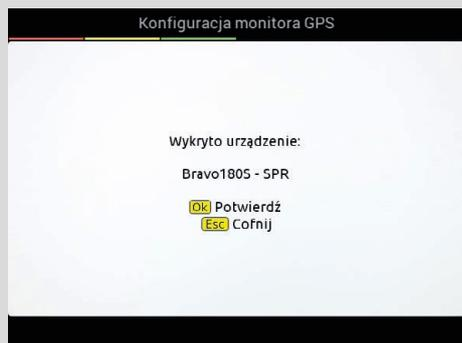 Konfiguracja monitora GPS
Wykryto urządzenie:
Bravo180S - SPR
Ok Potwierdź
Esc Cofnij